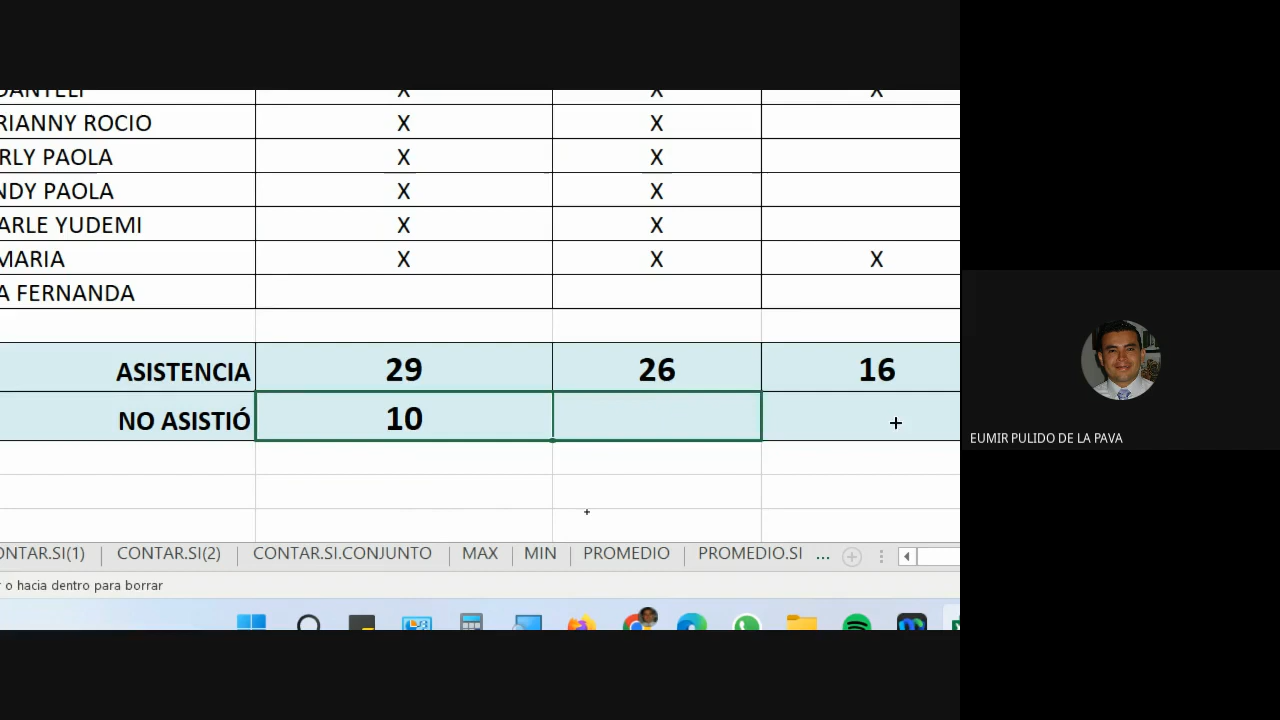 DANYELI X X X
RIANNY ROCIO X X
RLY PAOLA X X
NDY PAOLA X X
ARLE YUDEMI X X
MARIA X X X
A FERNANDA
ASISTENCIA 29 26 16
NO ASISTIÓ 10
ONTAR.SI(1) CONTAR.SI(2) CONTAR.SI.CONJUNTO MAX MIN PROMEDIO PROMEDIO.SI ...
r o hacia dentro para borrar
EUMIR PULIDO DE LA PAVA